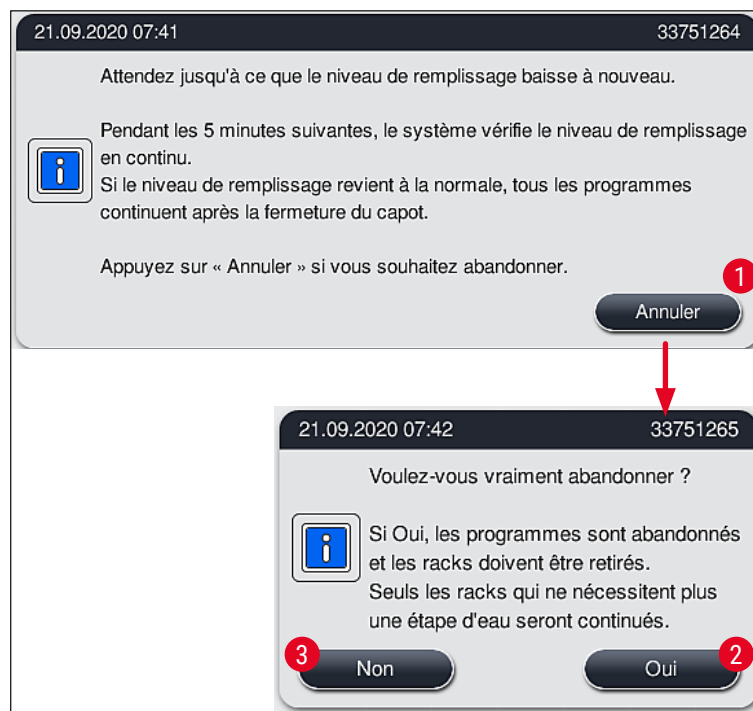 21.09.2020 07:41 33751264
Attendez jusqu'à ce que le niveau de remplissage baisse à nouveau.
Pendant les 5 minutes suivantes, le système vérifie le niveau de remplissage
en continu.
Si le niveau de remplissage revient à la normale, tous les programmes
continuent après la fermeture du capot.
Appuyez sur « Annuler » si vous souhaitez abandonner.
1
Annuler
21.09.2020 07:42 33751265
Voulez-vous vraiment abandonner ?
Si Oui, les programmes sont abandonnés
et les racks doivent être retirés.
Seuls les racks qui ne nécessitent plus
une étape d'eau seront continués.
3 Non Oui 2